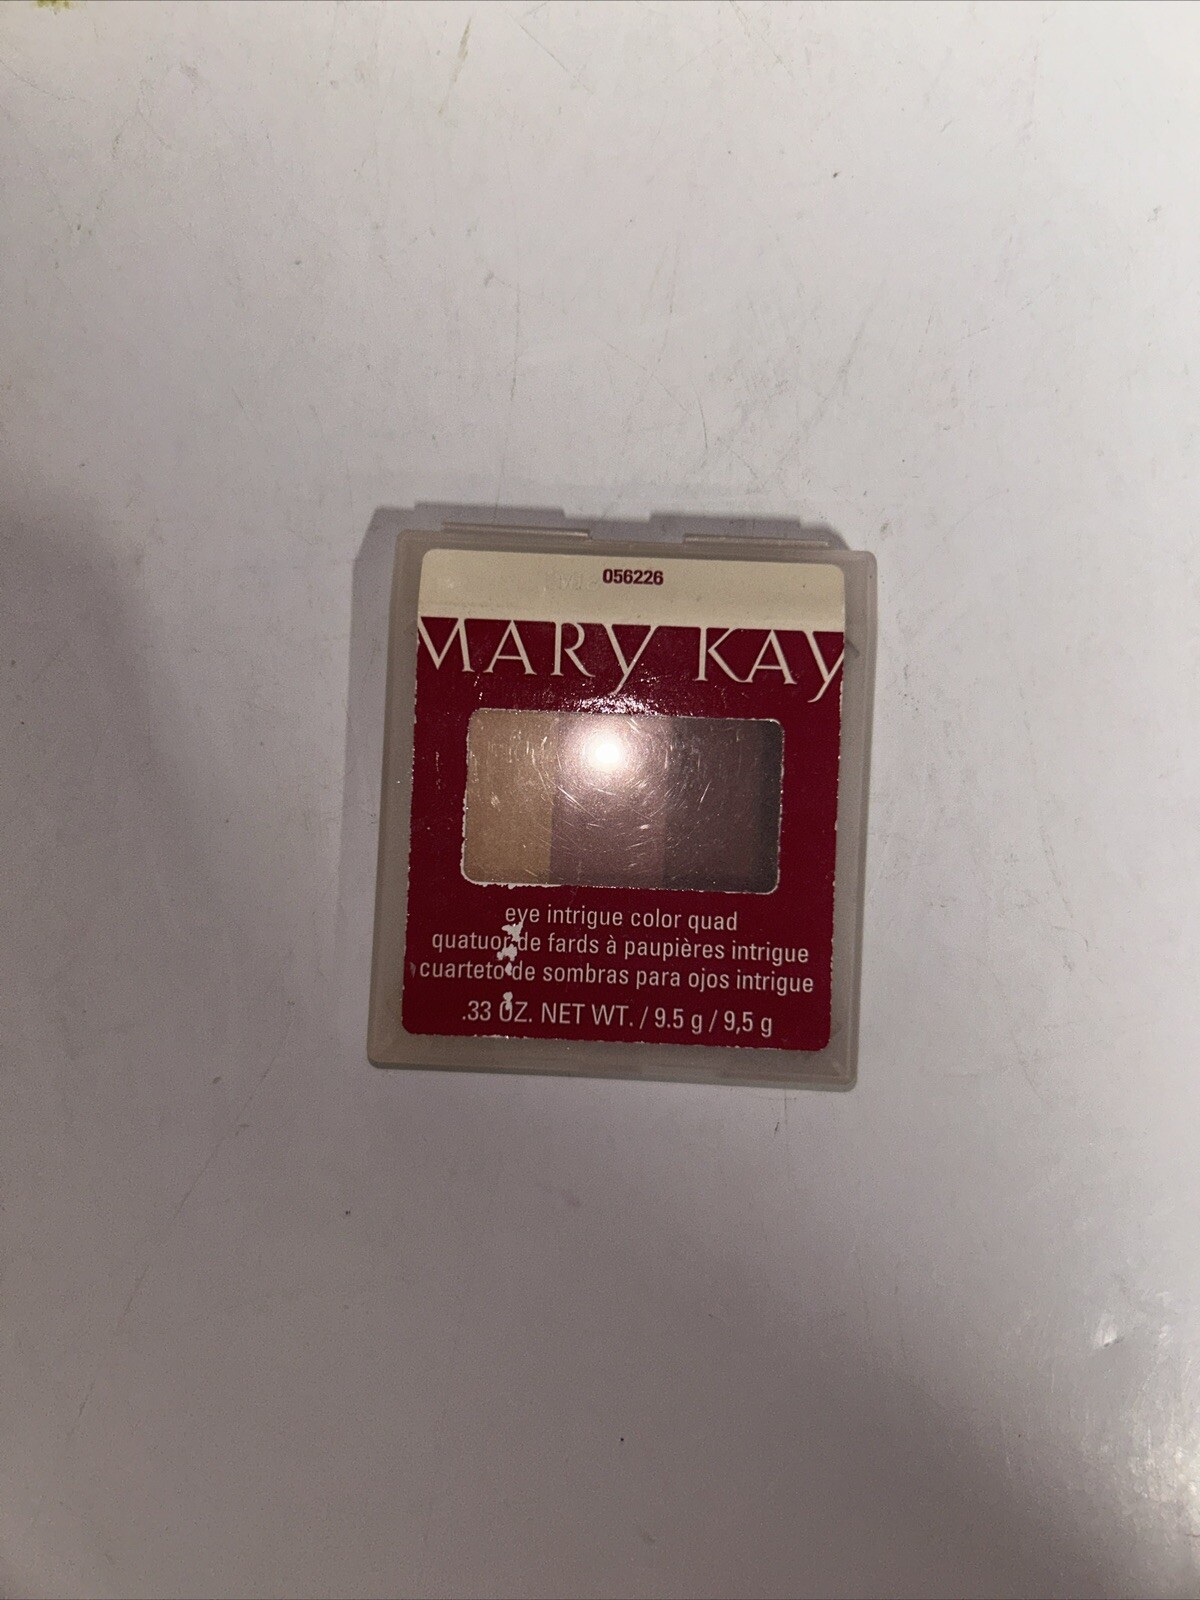 056226
MARY KAY
eye intrigue color quad
quatuor de fards à paupières intrigue
cuarteto de sombras para ojos intrigue
.33 OZ. NET WT. / 9.5 g / 9,5 g